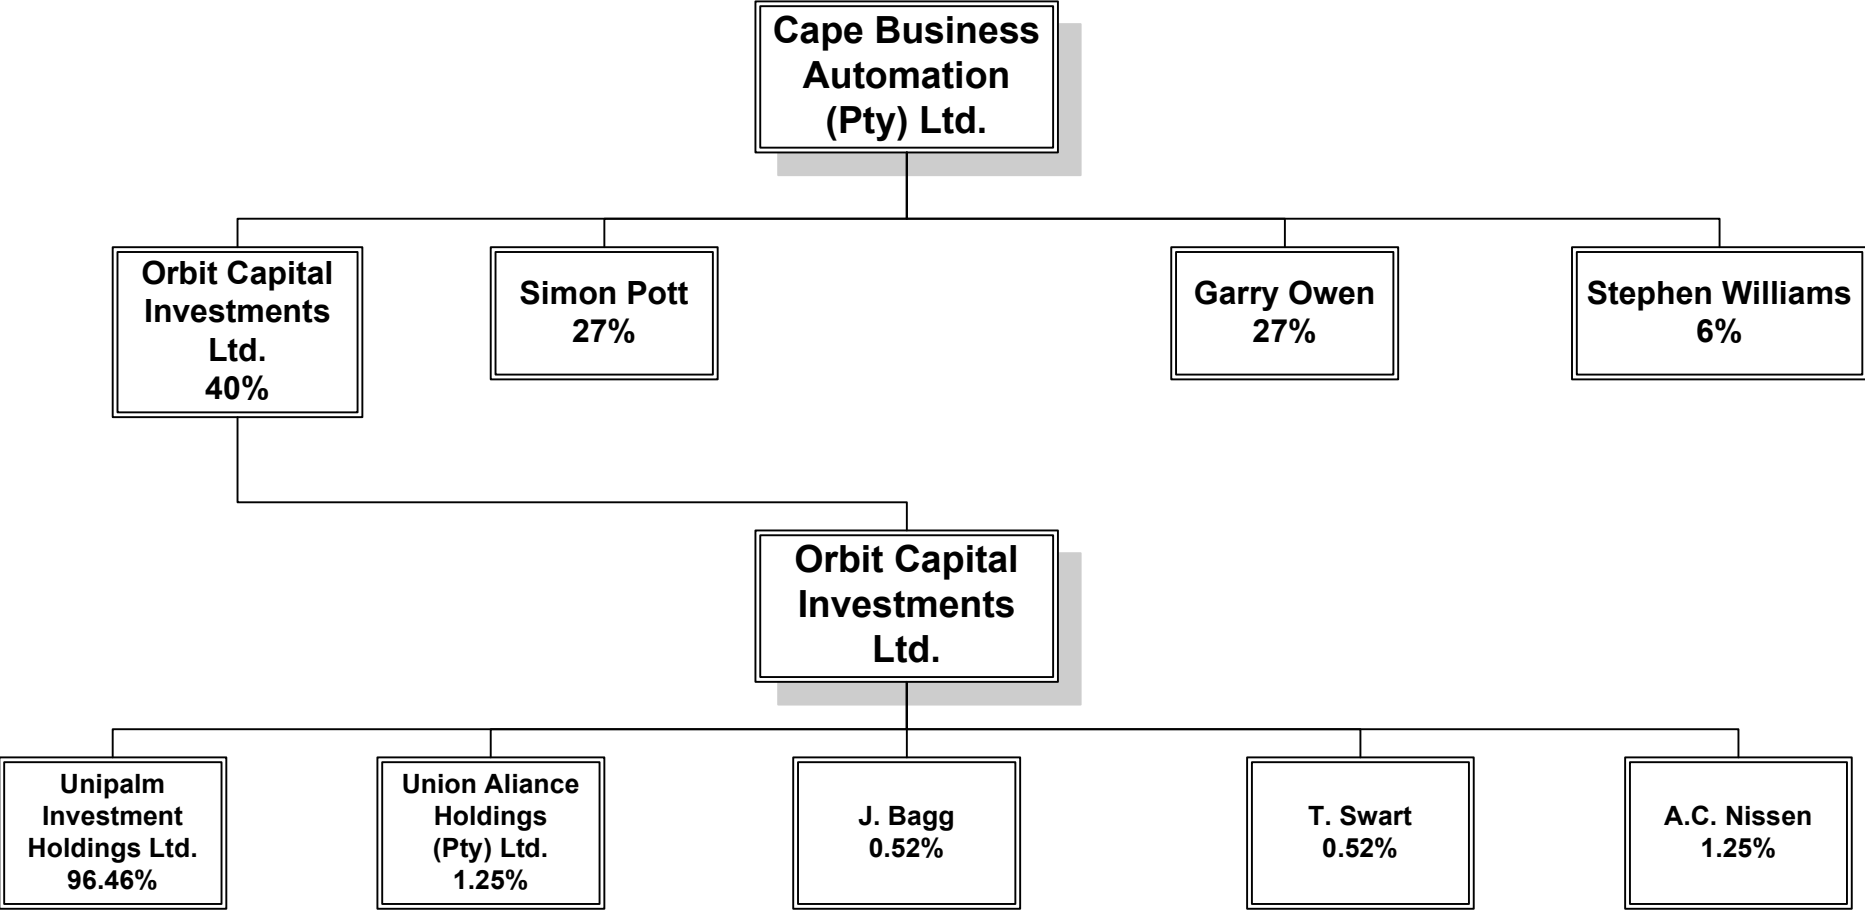 Cape Business
Automation
(Pty) Ltd.
Orbit Capital
Investments
Ltd.
40%
Simon Pott
27%
Garry Owen
27%
Stephen Williams
6%
Orbit Capital
Investments
Ltd.
Unipalm
Investment
Holdings Ltd.
96.46%
Union Aliance
Holdings
(Pty) Ltd.
1.25%
J. Bagg
0.52%
T. Swart
0.52%
A.C. Nissen
1.25%